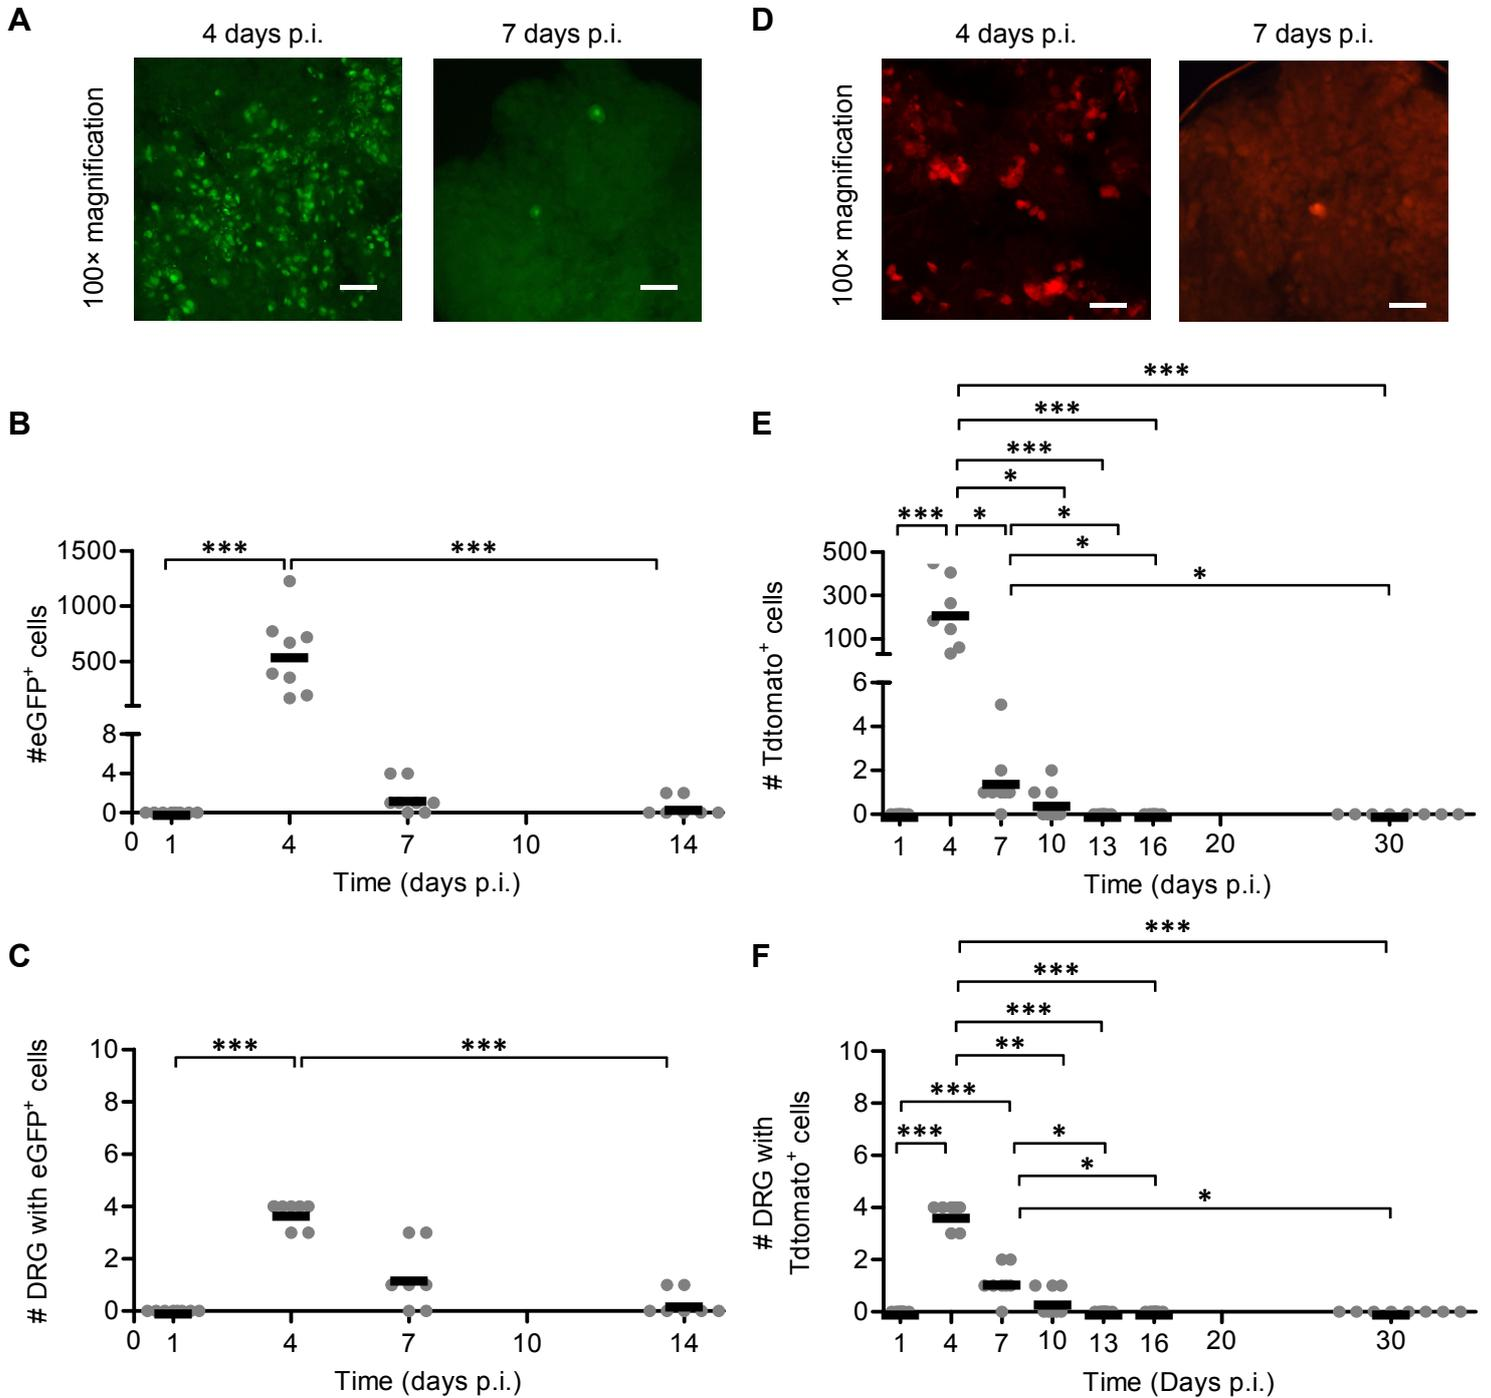 A
4 days p.i.
7 days p.i.
100× magnification
D
4 days p.i.
7 days p.i.
100× magnification
B
#eGFP+ cells
1500
1000
500
8
4
0
***
***
0 1 4 7 10 14
Time (days p.i.)
E
# Tdtomato+ cells
***
***
***
*
*** * *
*
*
500
300
100
6
4
2
0
1 4 7 10 13 16 20 30
Time (days p.i.)
C
# DRG with eGFP+ cells
10
8
6
4
2
0
***
***
0 1 4 7 10 14
Time (days p.i.)
F
# DRG with
Tdtomato+ cells
***
***
***
**
***
*** *
*
*
10
8
6
4
2
0
1 4 7 10 13 16 20 30
Time (Days p.i.)